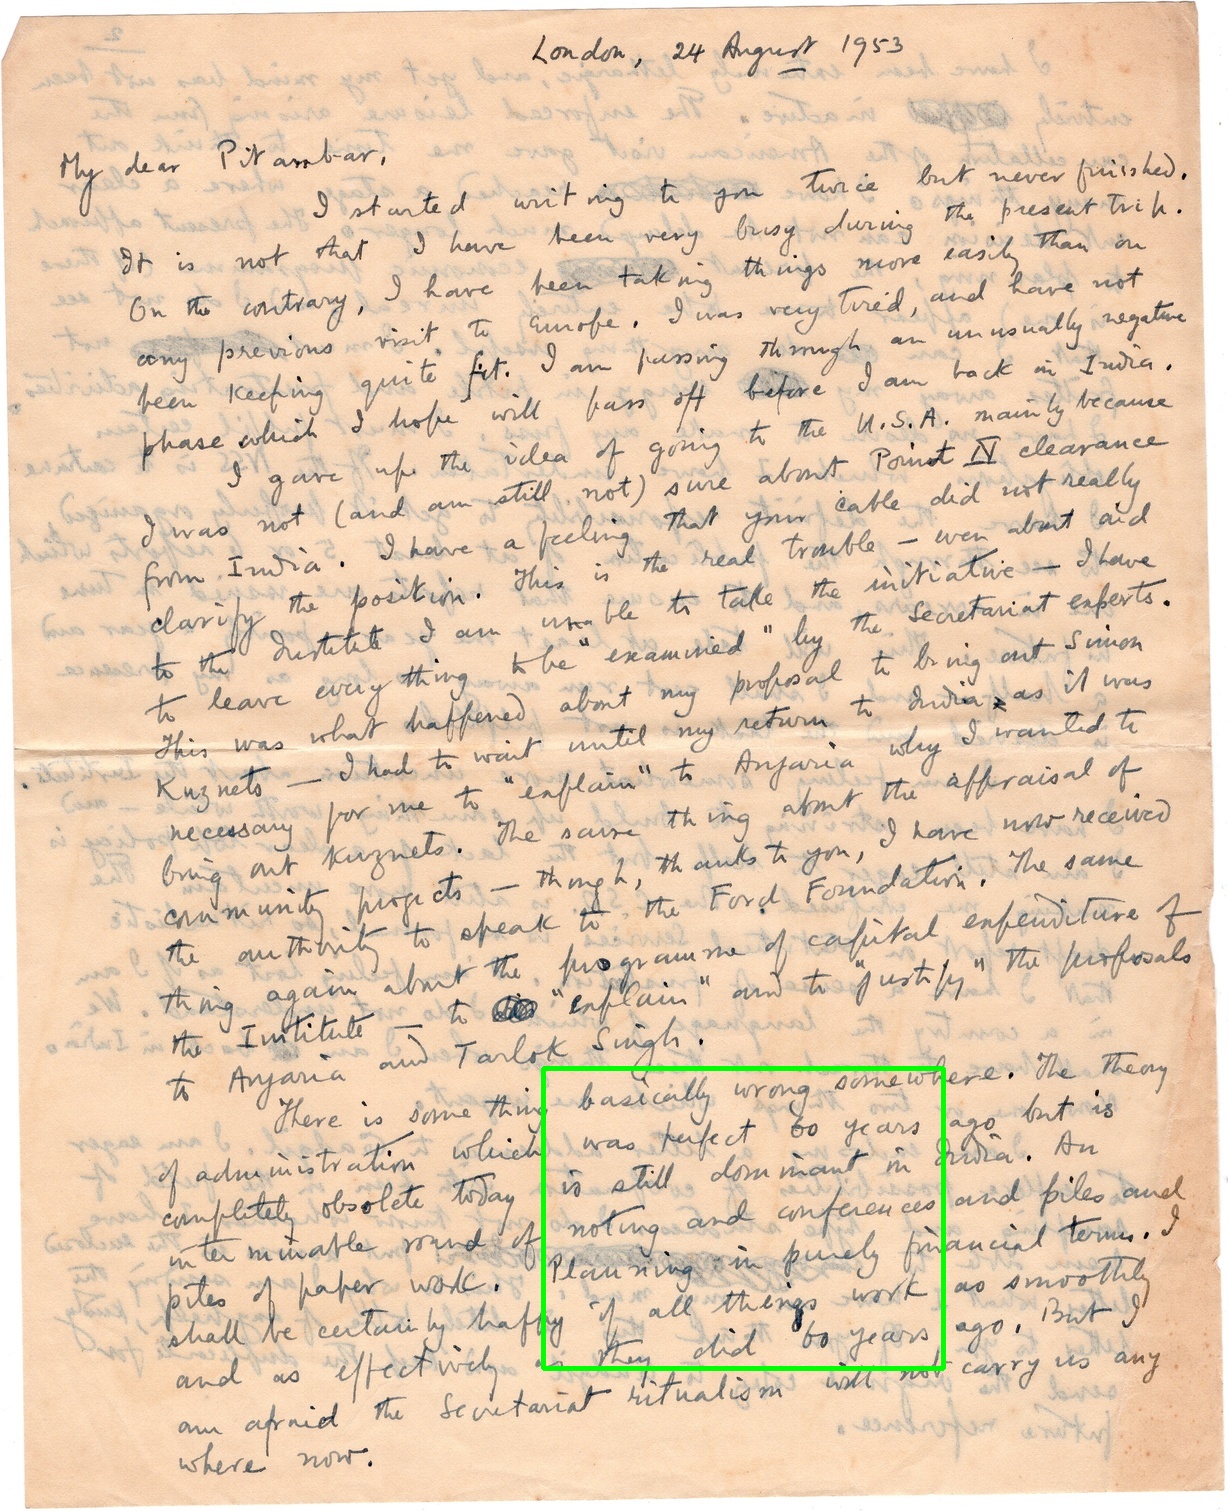 London, 24 August 1953
My dear Pitambar,
I started writing to you twice but never finished.
It is not that I have been very busy during the present trip.
On the contrary, I have been taking things more easily than on
any previous visit to Europe. I was very tired, and have not
been keeping quite fit. I am passing through an unusually negative
phase which I hope will pass off before I am back in India.
I gave up the idea of going to the U.S.A. mainly because
I was not (and am still not) sure about Point IV clearance
from India. I have a feeling that your cable did not really
clarify the position. This is the real trouble – even about aid
to the Institute I am unable to take the initiative – I have
to leave every thing to be "examined" by the Secretariat experts.
This was what happened about my proposal to bring out Simon
Kuznets – I had to wait until my return to India, as it was
necessary for me to "explain" to Anjaria why I wanted to
bring out Kuznets. The same thing about the appraisal of
community projects – though, thanks to you, I have now received
the authority to speak to the Ford Foundation. The same
thing again about the programme of capital expenditure of
the Institute – to "explain" and to "justify" the proposals
to Anjaria and Tarlok Singh.
There is some thing basically wrong somewhere. The theory
of administration which was perfect 60 years ago but is
completely obsolete today is still dominant in India. An
interminable round of noting and conferences and piles and
piles of paper work. Planning in purely financial terms. I
shall be certainly happy if all things work as smoothly
and as effectively as they did 60 years ago. But I
am afraid the Secretariat ritualism will not carry us any
where now.